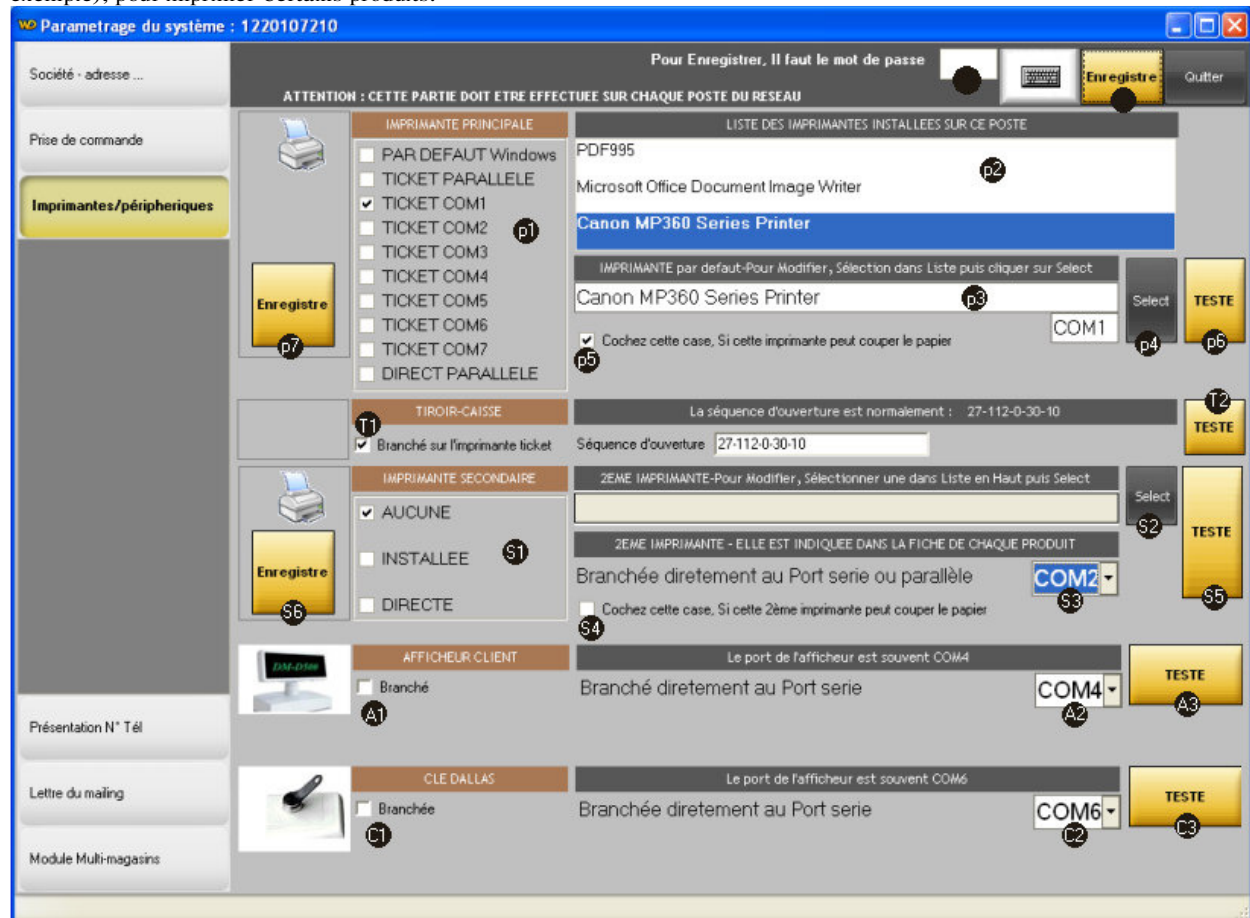 exemple), pour imprimer certains produits.
WD Parametrage du système : 1220107210
Société - adresse ...
Pour Enregistrer, Il faut le mot de passe
Enregistre
Quitter
ATTENTION : CETTE PARTIE DOIT ETRE EFFECTUEE SUR CHAQUE POSTE DU RESEAU
Prise de commande
Imprimantes/péripheriques
IMPRIMANTE PRINCIPALE
PAR DEFAUT Windows
TICKET PARALLELE
TICKET COM1
TICKET COM2
TICKET COM3
TICKET COM4
TICKET COM5
TICKET COM6
TICKET COM7
DIRECT PARALLELE
p1
Enregistre
p7
LISTE DES IMPRIMANTES INSTALLEES SUR CE POSTE
PDF995
p2
Microsoft Office Document Image Writer
Canon MP360 Series Printer
IMPRIMANTE par defaut-Pour Modifier, Sélection dans Liste puis cliquer sur Select
Canon MP360 Series Printer
p3
COM1
Cochez cette case, Si cette imprimante peut couper le papier
p5
Select
p4
TESTE
p6
TIROIR-CAISSE
T1
Branché sur l'imprimante ticket
La séquence d'ouverture est normalement : 27-112-0-30-10
Séquence d'ouverture 27-112-0-30-10
T2
TESTE
IMPRIMANTE SECONDAIRE
AUCUNE
INSTALLEE
DIRECTE
S1
Enregistre
S6
2EME IMPRIMANTE-Pour Modifier, Sélectionner une dans Liste en Haut puis Select
Select
S2
2EME IMPRIMANTE - ELLE EST INDIQUEE DANS LA FICHE DE CHAQUE PRODUIT
Branchée diretement au Port serie ou parallèle
COM2
S3
Cochez cette case, Si cette 2ème imprimante peut couper le papier
S4
TESTE
S5
DM-D500
AFFICHEUR CLIENT
Branché
A1
Le port de l'afficheur est souvent COM4
Branché diretement au Port serie
COM4
A2
TESTE
A3
CLE DALLAS
Branchée
C1
Le port de l'afficheur est souvent COM6
Branchée diretement au Port serie
COM6
C2
TESTE
C3
Présentation N° Tél
Lettre du mailing
Module Multi-magasins